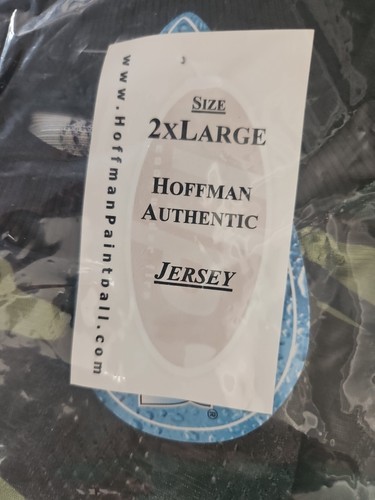 SIZE
2XLARGE
HOFFMAN
AUTHENTIC
JERSEY
www.HoffmanPaintball.com
®